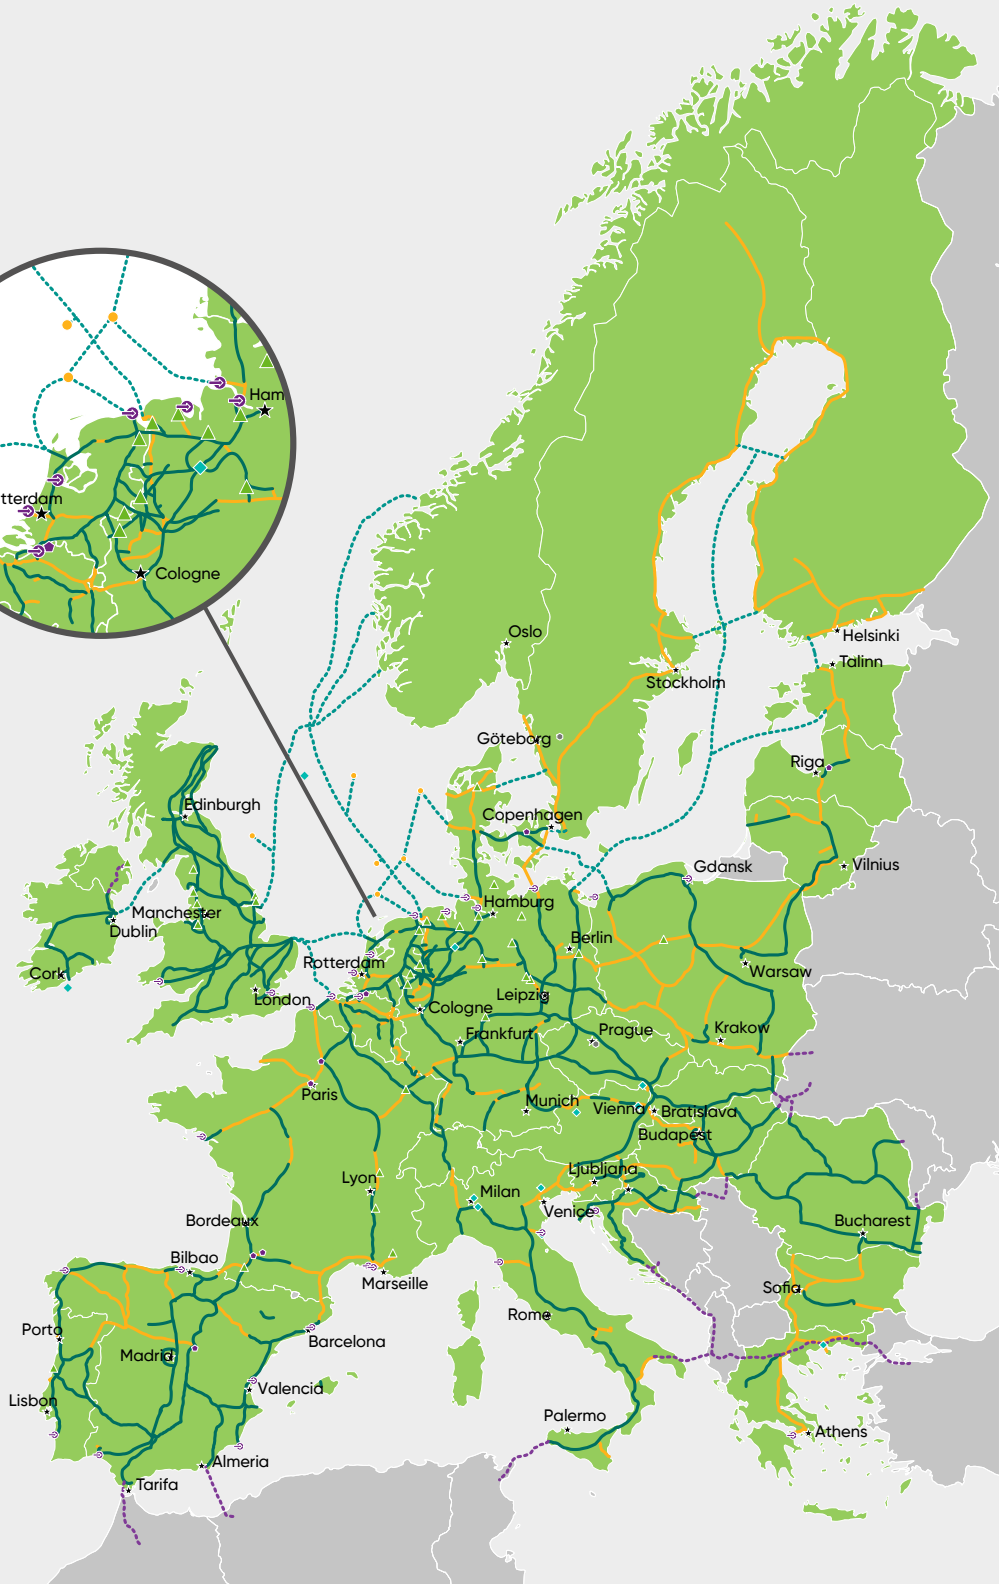 Ham
tterdam
Cologne
Oslo
Helsinki
Talinn
Stockholm
Göteborg
Riga
Edinburgh
Copenhagen
Gdansk
Vilnius
Hamburg
Manchester
Dublin
Berlin
Rotterdam
Warsaw
Cork
London
Leipzig
Cologne
Frankfurt
Prague
Krakow
Paris
Munich
Vienna
Bratislava
Budapest
Lyon
Ljubljana
Milan
Venice
Bordeaux
Bucharest
Bilbao
Marseille
Sofia
Rome
Porto
Barcelona
Madrid
Valencia
Lisbon
Palermo
Athens
Almeria
Tarifa